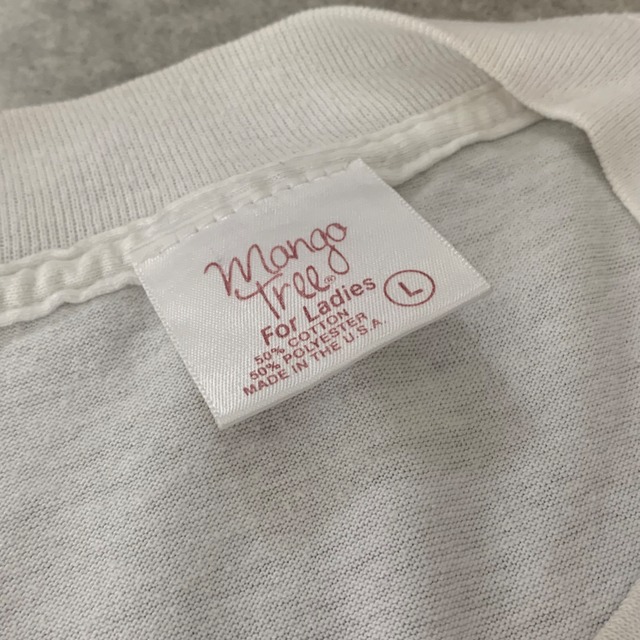 Mango
Tree®
For Ladies
50% COTTON
50% POLYESTER
MADE IN THE U.S.A.
L